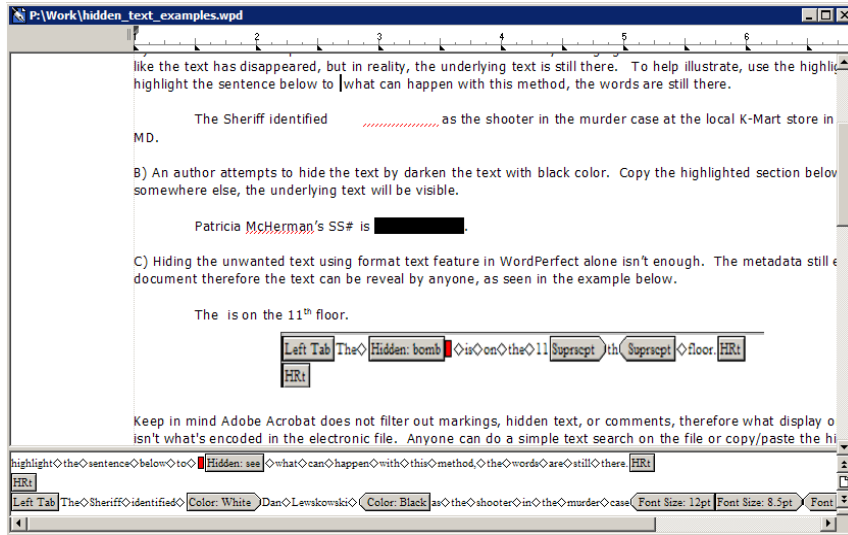 P:\Work\hidden_text_examples.wpd
2 3 4 5 6
like the text has disappeared, but in reality, the underlying text is still there. To help illustrate, use the highlig
highlight the sentence below to what can happen with this method, the words are still there.
The Sheriff identified as the shooter in the murder case at the local K-Mart store in
MD.
B) An author attempts to hide the text by darken the text with black color. Copy the highlighted section below
somewhere else, the underlying text will be visible.
Patricia McHerman's SS# is .
C) Hiding the unwanted text using format text feature in WordPerfect alone isn't enough. The metadata still e
document therefore the text can be reveal by anyone, as seen in the example below.
The is on the 11th floor.
Left Tab The◇ Hidden: bomb ◇is◇on◇the◇11 Suprscpt th Suprscpt ◇floor. HRt
HRt
Keep in mind Adobe Acrobat does not filter out markings, hidden text, or comments, therefore what display o
isn't what's encoded in the electronic file. Anyone can do a simple text search on the file or copy/paste the hi
highlight◇the◇sentence◇below◇to◇ Hidden: see ◇what◇can◇happen◇with◇this◇method,◇the◇words◇are◇still◇there. HRt
HRt
Left Tab The◇Sheriff◇identified◇ Color: White Dan◇Lewskowski◇ Color: Black as◇the◇shooter◇in◇the◇murder◇case Font Size: 12pt Font Size: 8.5pt Font